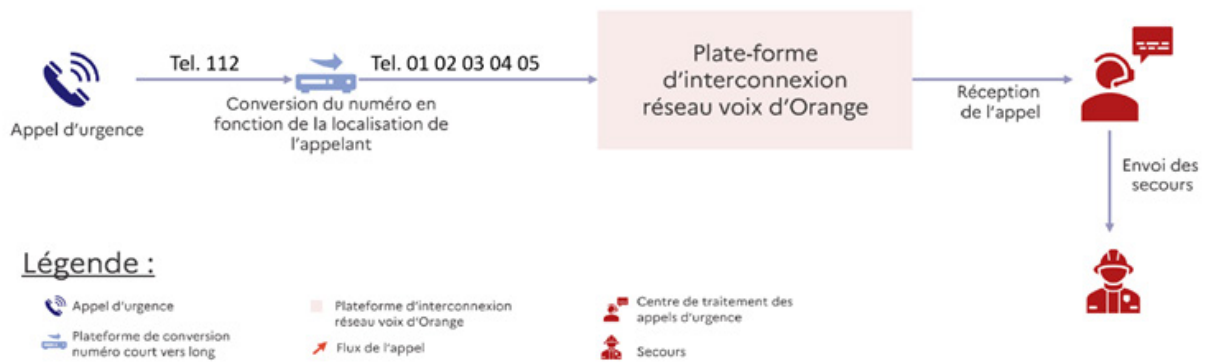 Appel d'urgence
Tel. 112
Conversion du numéro en
fonction de la localisation de
l'appelant
Tel. 01 02 03 04 05
Plate-forme
d'interconnexion
réseau voix d'Orange
Réception
de l'appel
Envoi des
secours
Légende :
Appel d'urgence
Plateforme de conversion
numéro court vers long
Plateforme d'interconnexion
réseau voix d'Orange
Flux de l'appel
Centre de traitement des
appels d'urgence
Secours